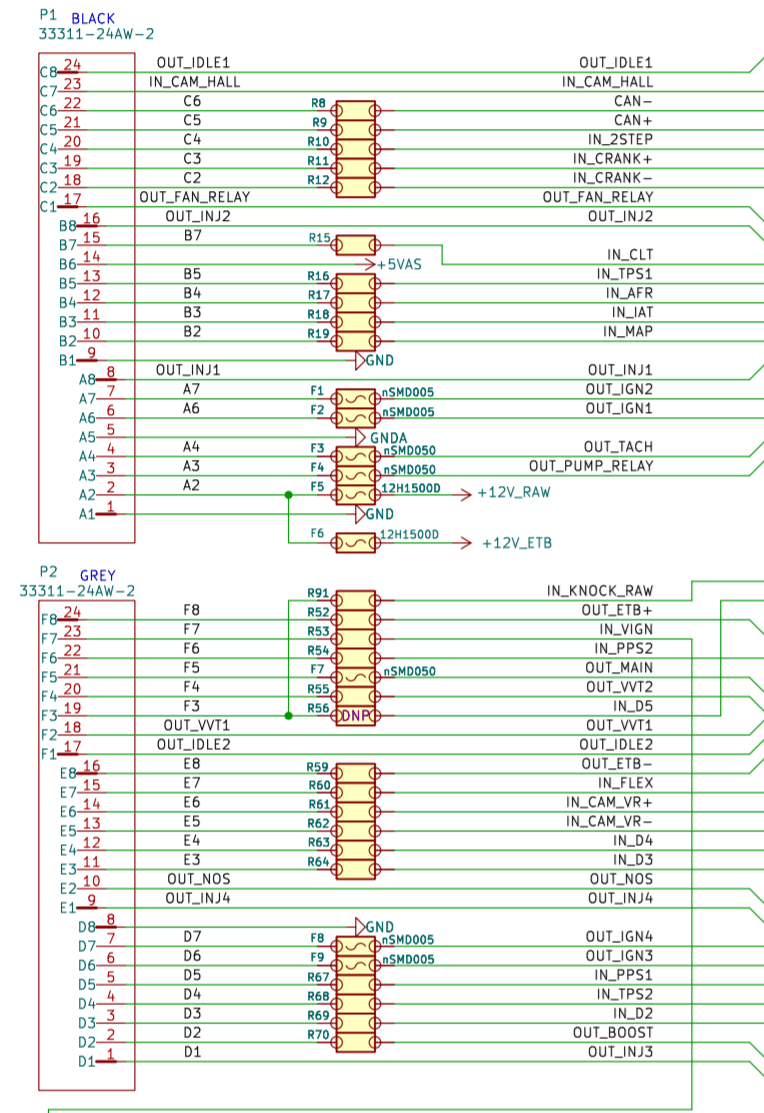 P1 BLACK
33311-24AW-2
C8 24 OUT_IDLE1 OUT_IDLE1
C7 23 IN_CAM_HALL IN_CAM_HALL
C6 22 C6 R8 CAN-
C5 21 C5 R9 CAN+
C4 20 C4 R10 IN_2STEP
C3 19 C3 R11 IN_CRANK+
C2 18 C2 R12 IN_CRANK-
C1 17 OUT_FAN_RELAY OUT_FAN_RELAY
B8 16 OUT_INJ2 OUT_INJ2
B7 15 B7 R15 IN_CLT
B6 14 +5VAS
B5 13 B5 R16 IN_TPS1
B4 12 B4 R17 IN_AFR
B3 11 B3 R18 IN_IAT
B2 10 B2 R19 IN_MAP
B1 9 GND
A8 8 OUT_INJ1 OUT_INJ1
A7 7 A7 F1 nSMD005 OUT_IGN2
A6 6 A6 F2 nSMD005 OUT_IGN1
A5 5 GNDA
A4 4 A4 F3 nSMD050 OUT_TACH
A3 3 A3 F4 nSMD050 OUT_PUMP_RELAY
A2 2 A2 F5 12H1500D +12V_RAW
A1 1 GND
F6 12H1500D +12V_ETB
P2 GREY
33311-24AW-2
R91 IN_KNOCK_RAW
F8 24 F8 R52 OUT_ETB+
F7 23 F7 R53 IN_VIGN
F6 22 F6 R54 IN_PPS2
F5 21 F5 F7 nSMD050 OUT_MAIN
F4 20 F4 R55 OUT_VVT2
F3 19 F3 R56 DNP IN_D5
F2 18 OUT_VVT1 OUT_VVT1
F1 17 OUT_IDLE2 OUT_IDLE2
E8 16 E8 R59 OUT_ETB-
E7 15 E7 R60 IN_FLEX
E6 14 E6 R61 IN_CAM_VR+
E5 13 E5 R62 IN_CAM_VR-
E4 12 E4 R63 IN_D4
E3 11 E3 R64 IN_D3
E2 10 OUT_NOS OUT_NOS
E1 9 OUT_INJ4 OUT_INJ4
D8 8 GND
D7 7 D7 F8 nSMD005 OUT_IGN4
D6 6 D6 F9 nSMD005 OUT_IGN3
D5 5 D5 R67 IN_PPS1
D4 4 D4 R68 IN_TPS2
D3 3 D3 R69 IN_D2
D2 2 D2 R70 OUT_BOOST
D1 1 D1 OUT_INJ3